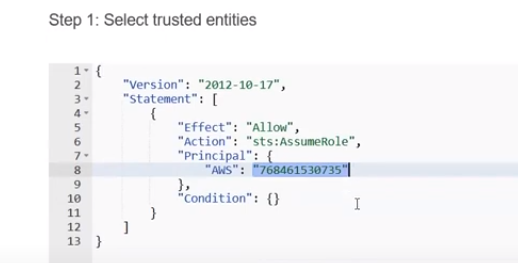 Step 1: Select trusted entities
1 {
2 "Version": "2012-10-17",
3 "Statement": [
4 {
5 "Effect": "Allow",
6 "Action": "sts:AssumeRole",
7 "Principal": {
8 "AWS": "768461530735"
9 },
10 "Condition": {}
11 }
12 ]
13 }